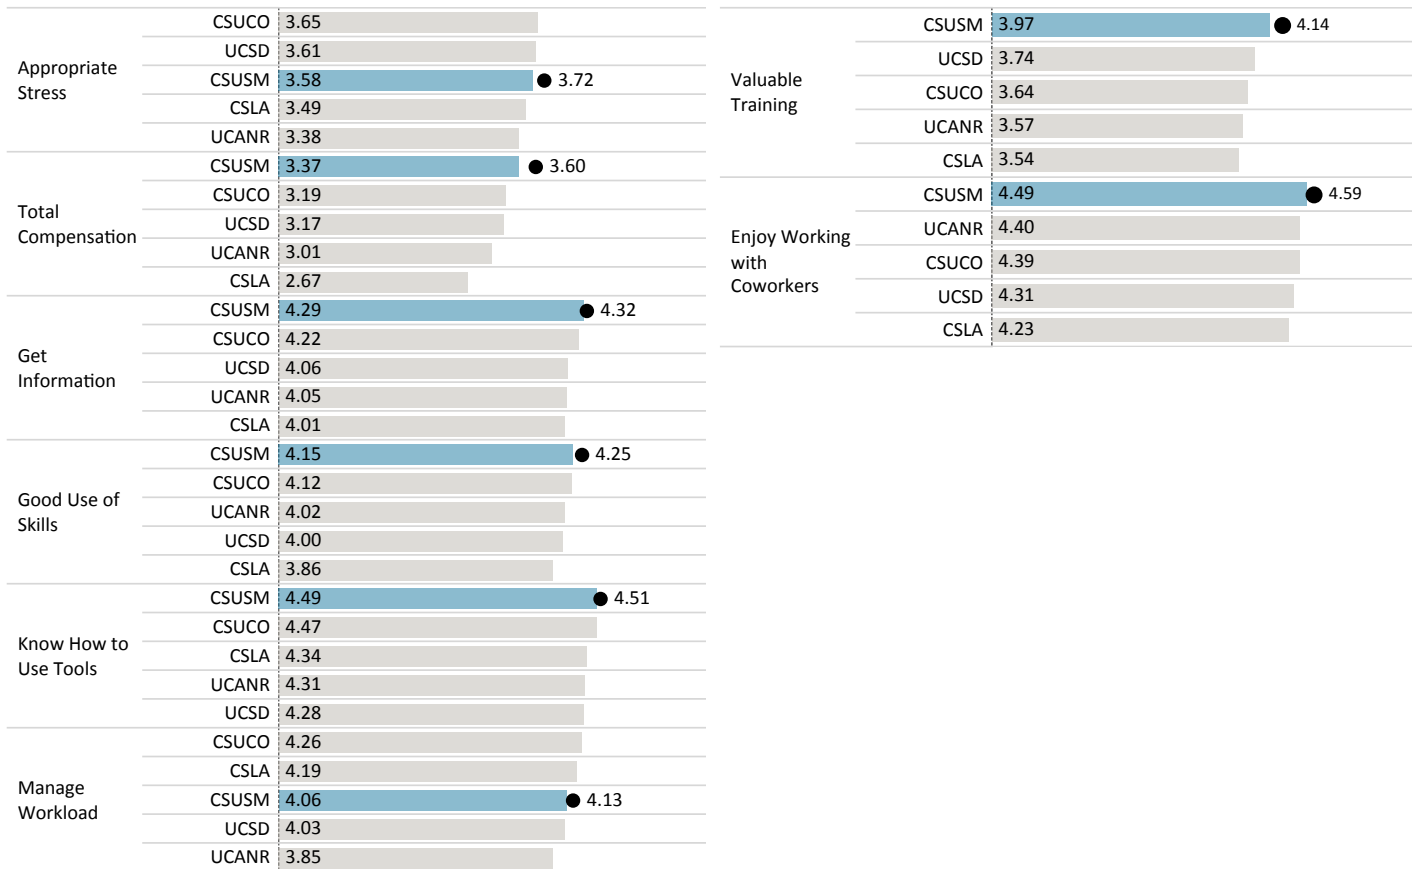 Appropriate
Stress
CSUCO 3.65
UCSD 3.61
CSUSM 3.58 3.72
CSLA 3.49
UCANR 3.38
Total
Compensation
CSUSM 3.37 3.60
CSUCO 3.19
UCSD 3.17
UCANR 3.01
CSLA 2.67
Get
Information
CSUSM 4.29 4.32
CSUCO 4.22
UCSD 4.06
UCANR 4.05
CSLA 4.01
Good Use of
Skills
CSUSM 4.15 4.25
CSUCO 4.12
UCANR 4.02
UCSD 4.00
CSLA 3.86
Know How to
Use Tools
CSUSM 4.49 4.51
CSUCO 4.47
CSLA 4.34
UCANR 4.31
UCSD 4.28
Manage
Workload
CSUCO 4.26
CSLA 4.19
CSUSM 4.06 4.13
UCSD 4.03
UCANR 3.85
Valuable
Training
CSUSM 3.97 4.14
UCSD 3.74
CSUCO 3.64
UCANR 3.57
CSLA 3.54
Enjoy Working
with
Coworkers
CSUSM 4.49 4.59
UCANR 4.40
CSUCO 4.39
UCSD 4.31
CSLA 4.23